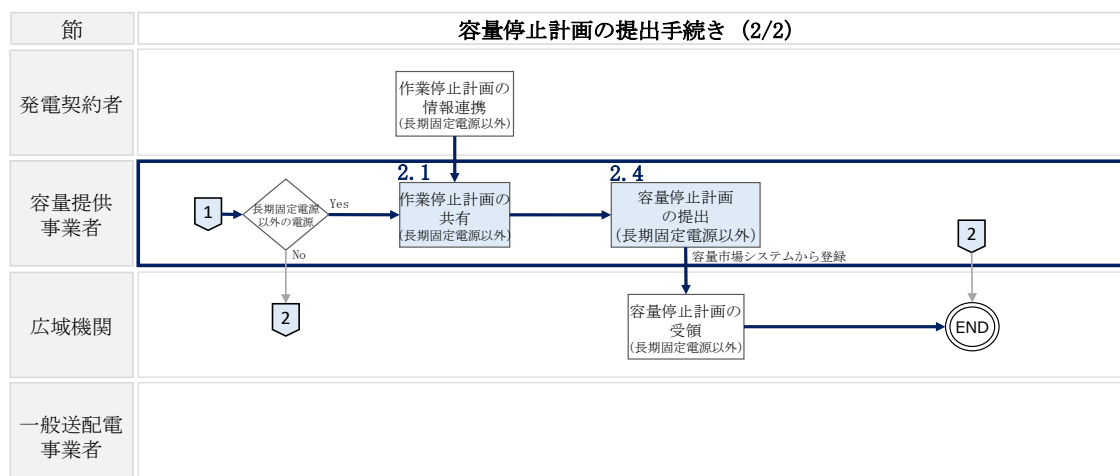 節
容量停止計画の提出手続き（2/2）
発電契約者
作業停止計画の
情報連携
(長期固定電源以外)
容量提供
事業者
1
長期固定電源
以外の電源
Yes
No
2
2.1
作業停止計画の
共有
(長期固定電源以外)
2.4
容量停止計画
の提出
(長期固定電源以外)
容量市場システムから登録
2
広域機関
容量停止計画の
受領
(長期固定電源以外)
END
一般送配電
事業者